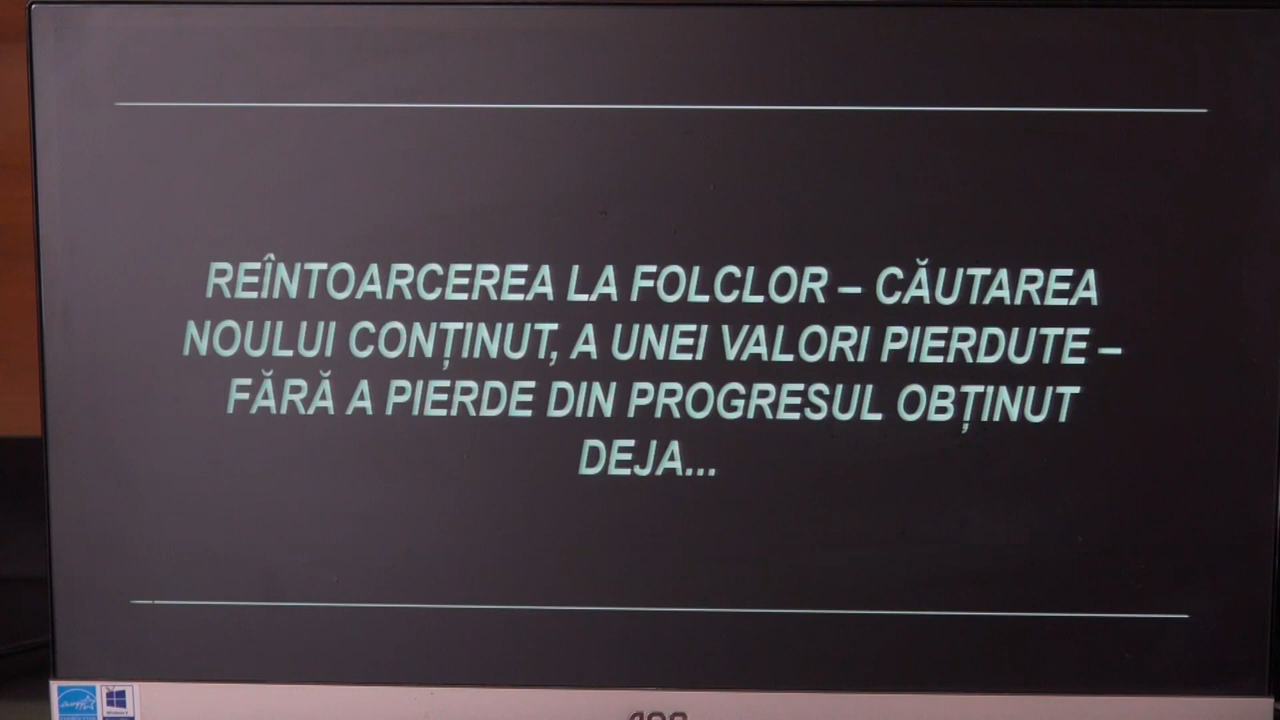 REÎNTOARCEREA LA FOLCLOR – CĂUTAREA
NOULUI CONȚINUT, A UNEI VALORI PIERDUTE –
FĂRĂ A PIERDE DIN PROGRESUL OBȚINUT
DEJA...